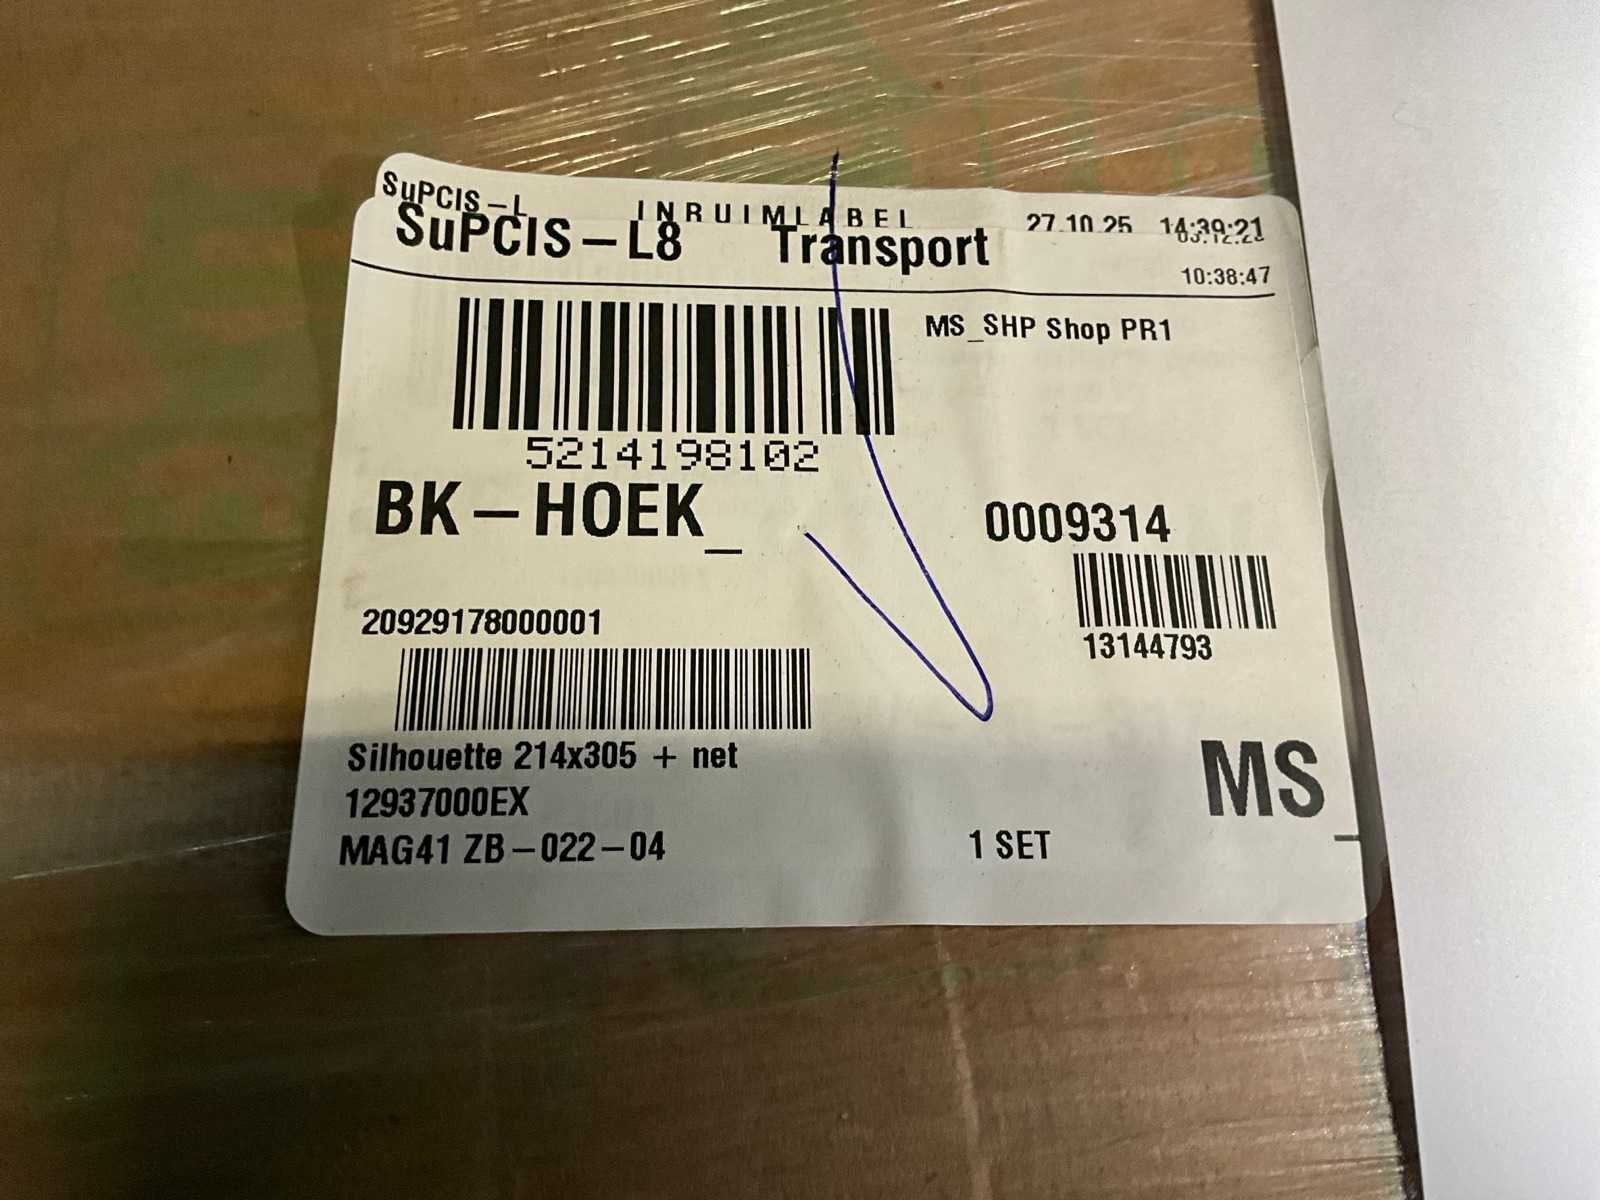 SuPCIS-L INRUIMLABEL 27.10.25 14:39:21
SuPCIS-L8 Transport
10:38:47
MS_SHP Shop PR1
5214198102
BK-HOEK_
0009314
13144793
20929178000001
Silhouette 214x305 + net
12937000EX
MAG41 ZB-022-04
1 SET
MS_